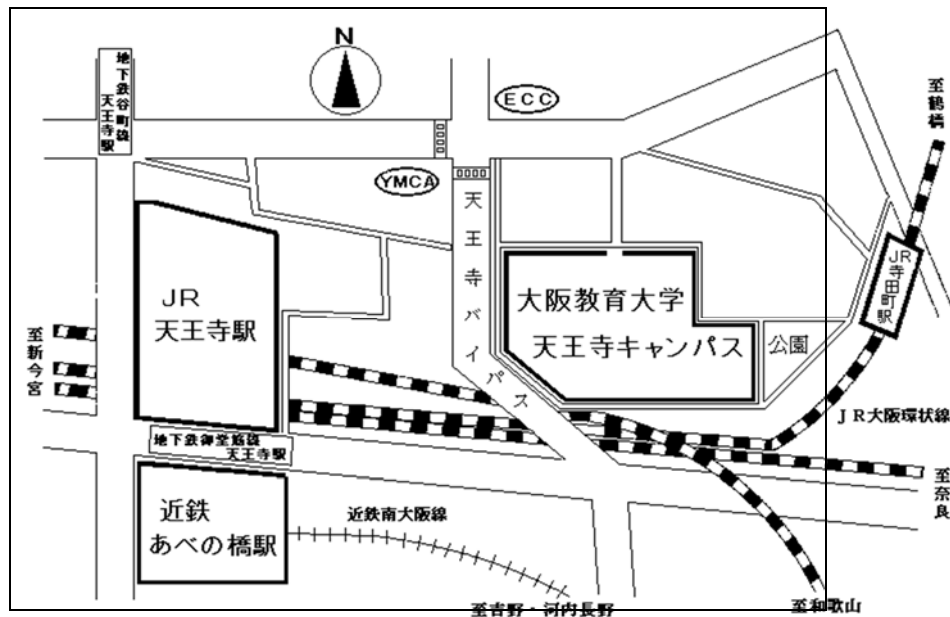 N
地下鉄谷町線
天王寺駅
ECC
至鶴橋
YMCA
天王寺バイパス
JR
天王寺駅
大阪教育大学
天王寺キャンパス
公園
JR
寺田町駅
至新今宮
JR大阪環状線
地下鉄御堂筋線
天王寺駅
至奈良
近鉄
あべの橋駅
近鉄南大阪線
至吉野・河内長野
至和歌山